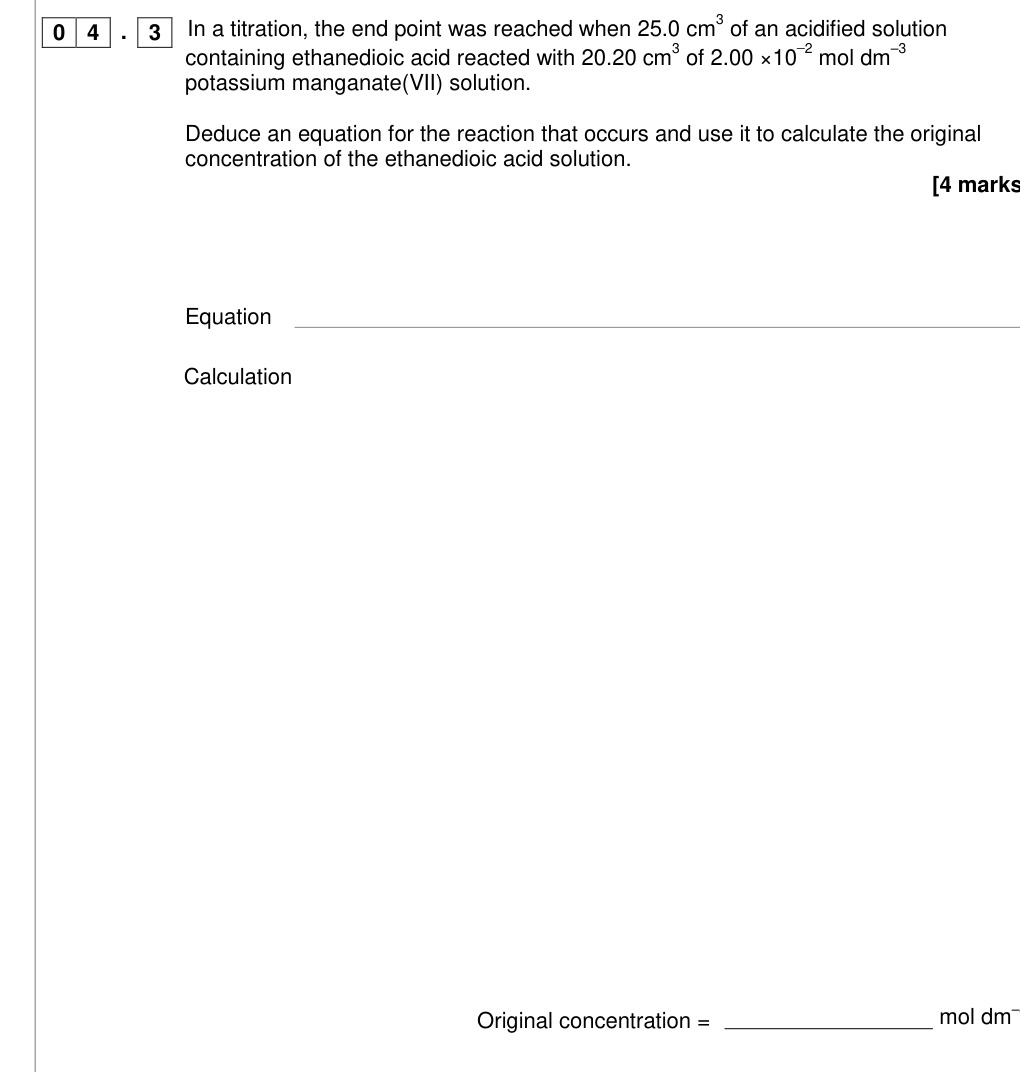 0 4 . 3 In a titration, the end point was reached when 25.0 cm³ of an acidified solution
containing ethanedioic acid reacted with 20.20 cm³ of 2.00 ×10⁻² mol dm⁻³
potassium manganate(VII) solution.
Deduce an equation for the reaction that occurs and use it to calculate the original
concentration of the ethanedioic acid solution.
[4 marks
Equation
Calculation
Original concentration = mol dm⁻